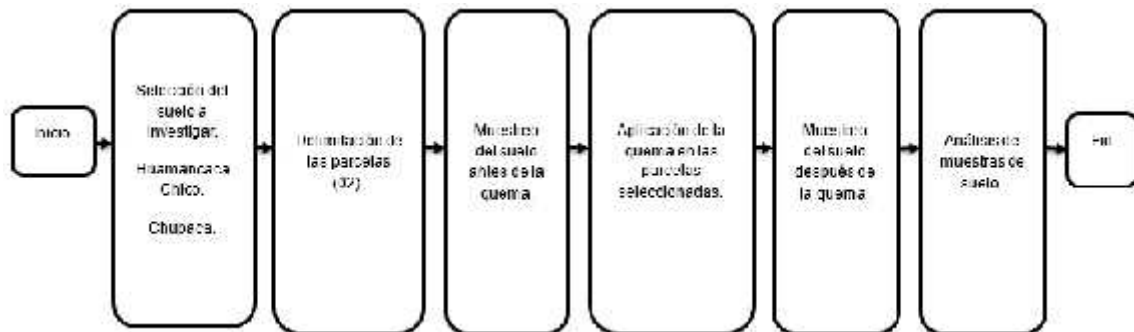 Inicio
Selección del
suelo a
investigar.
Huamancaca
Chico.
Chupaca.
Delimitación de
las parcelas
(02)
Muestreo
del suelo
antes de la
quema
Aplicación de la
quema en las
parcelas
seleccionadas.
Muestreo
del suelo
después de
la quema
Análisis de
muestras de
suelo
Fin